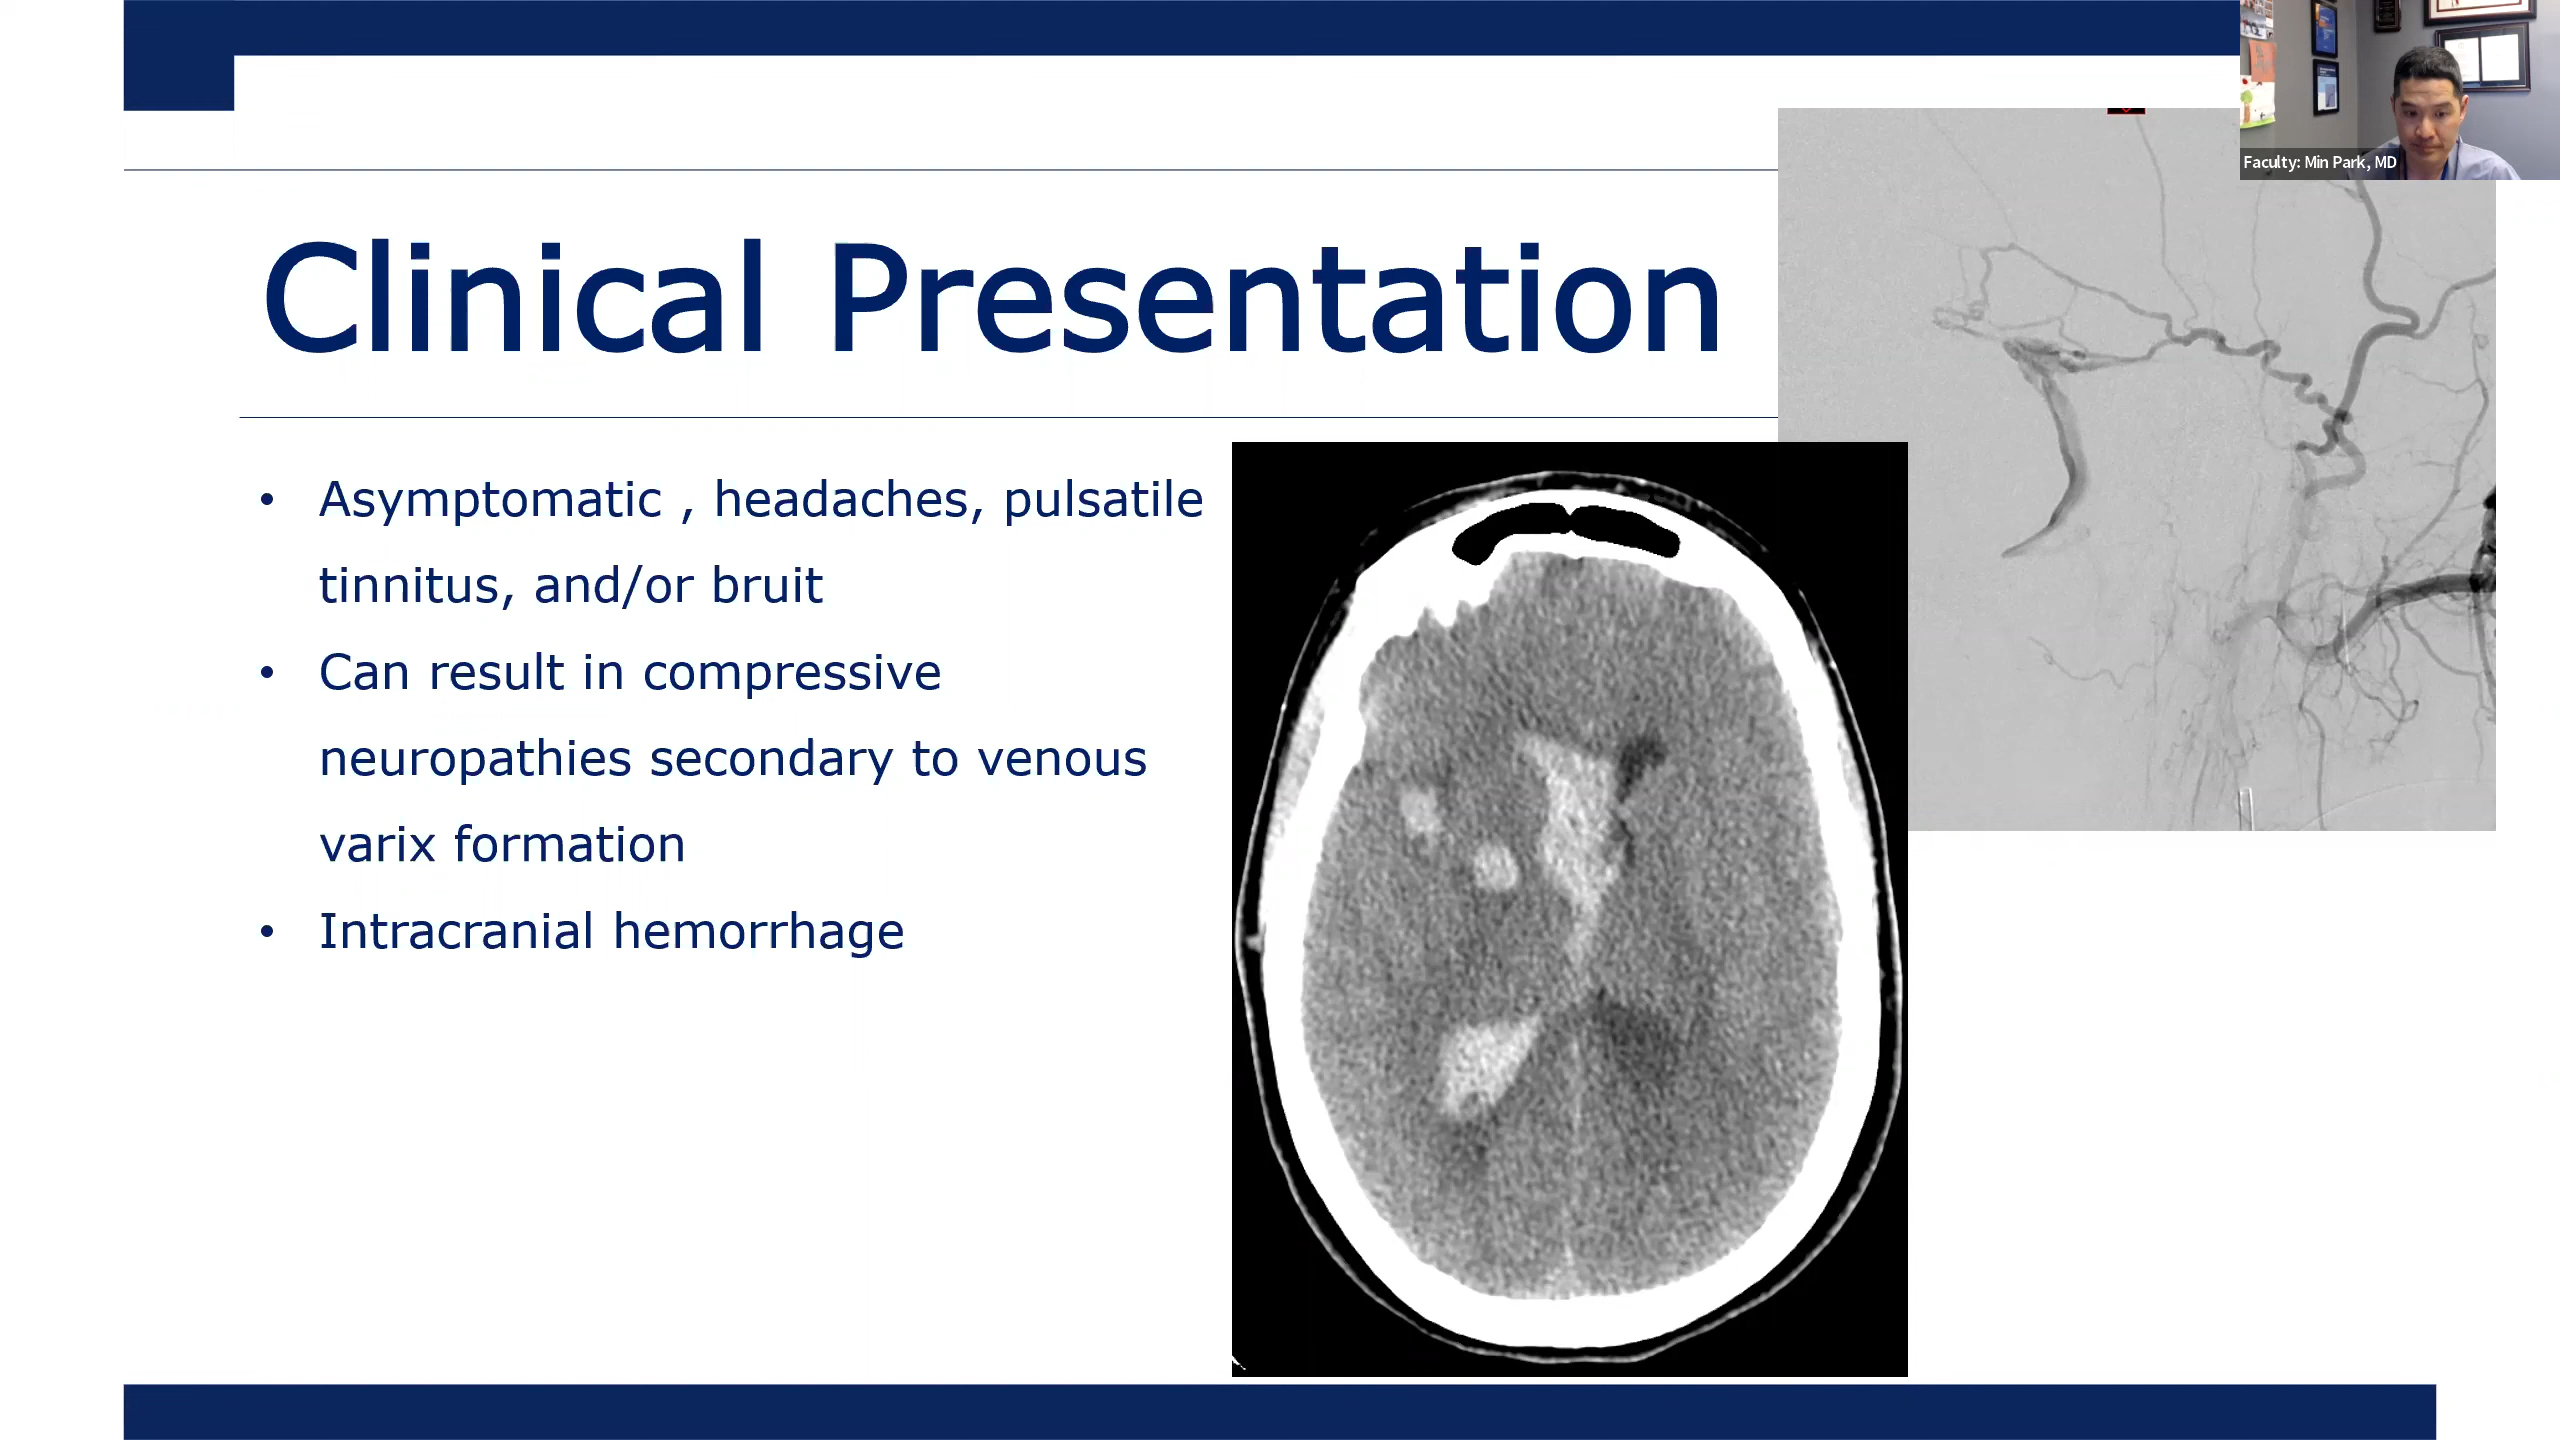 Faculty: Min Park, MD
Clinical Presentation
• Asymptomatic , headaches, pulsatile
tinnitus, and/or bruit
• Can result in compressive
neuropathies secondary to venous
varix formation
• Intracranial hemorrhage